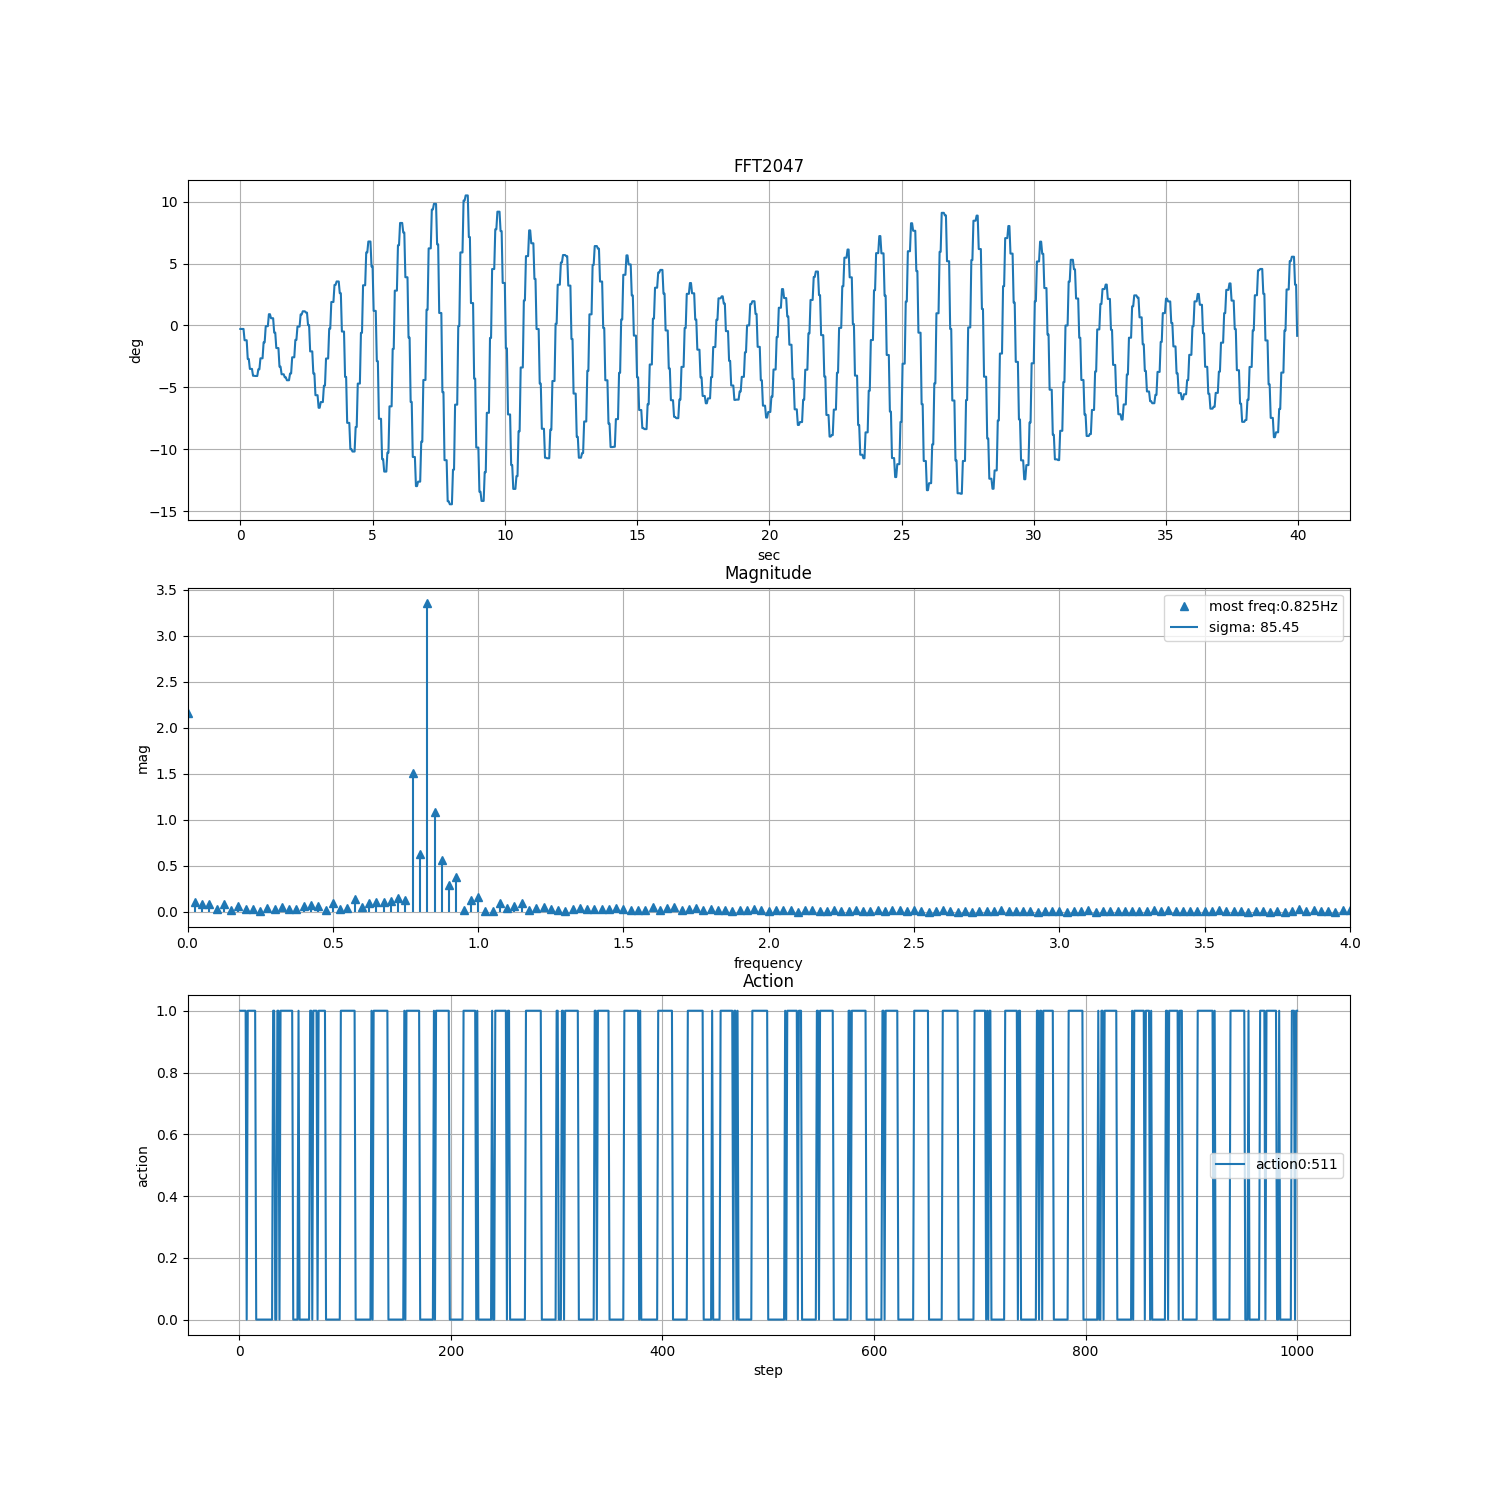 FFT2047
10
5
0
−5
−10
−15
deg
0 5 10 15 20 25 30 35 40
sec
Magnitude
3.5
3.0
2.5
2.0
1.5
1.0
0.5
0.0
mag
most freq:0.825Hz
sigma: 85.45
0.0 0.5 1.0 1.5 2.0 2.5 3.0 3.5 4.0
frequency
Action
1.0
0.8
0.6
0.4
0.2
0.0
action
action0:511
0 200 400 600 800 1000
step